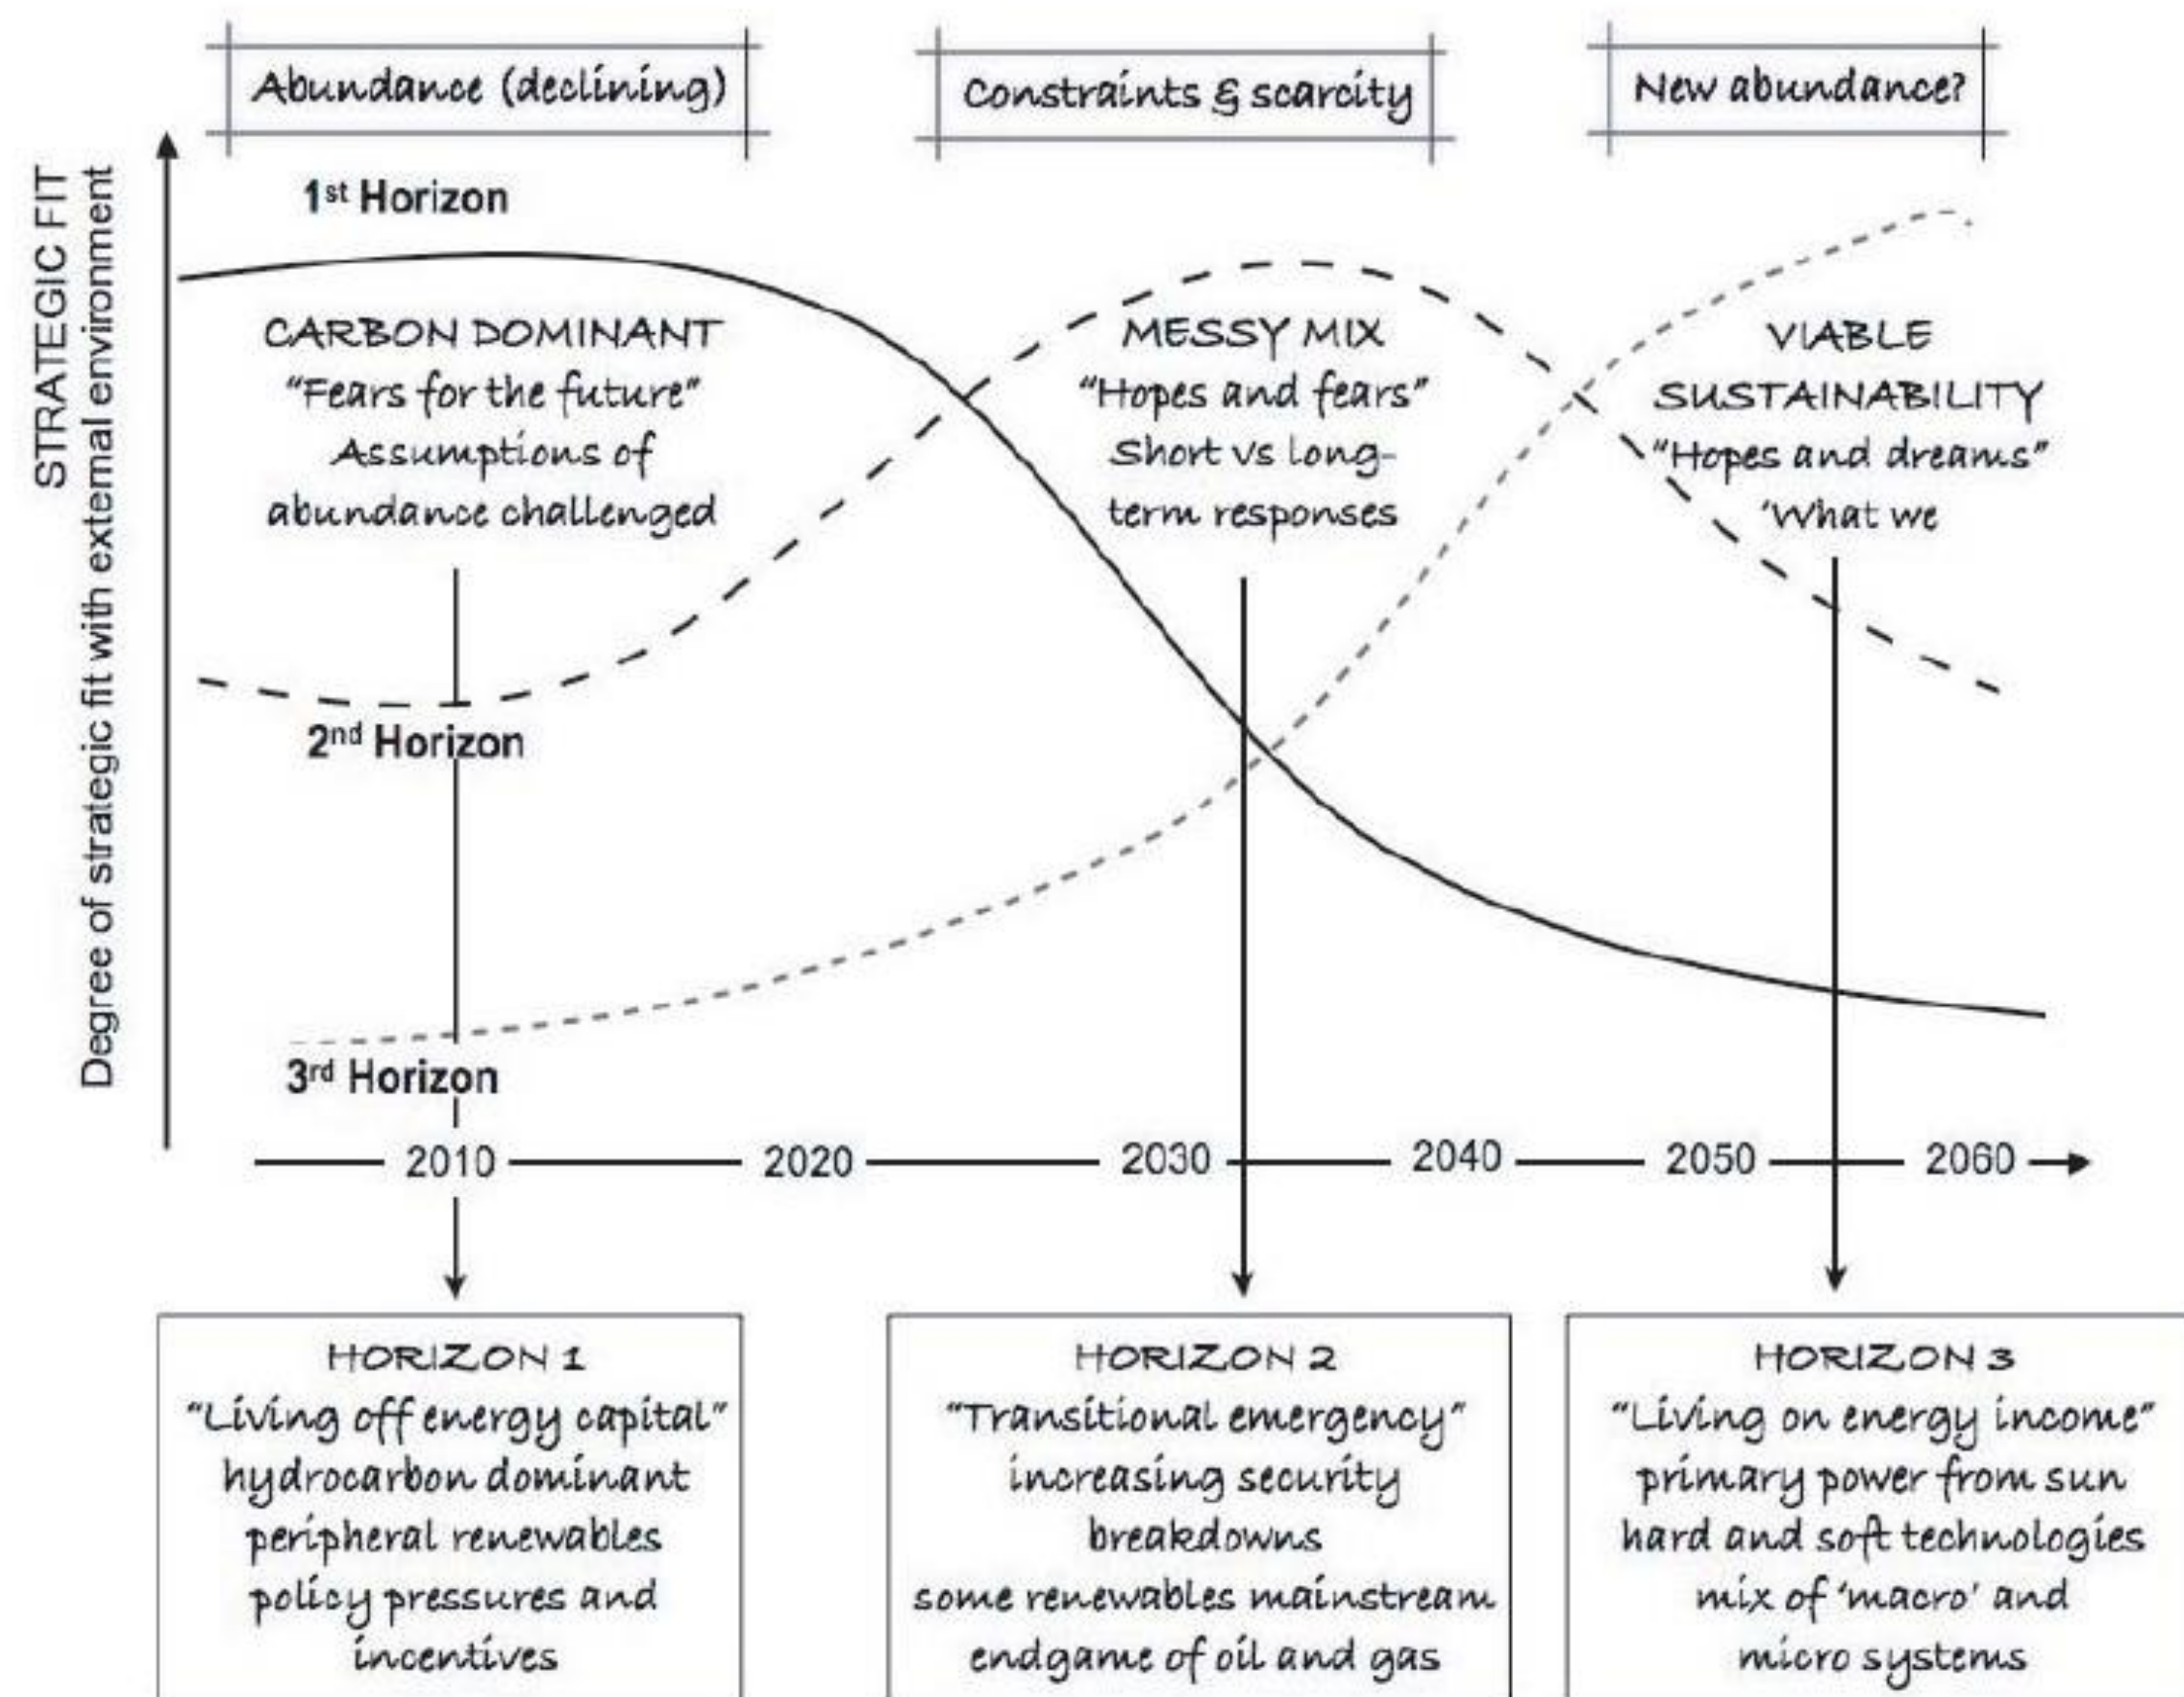 Abundance (declining)
Constraints & scarcity
New abundance?
STRATEGIC FIT
Degree of strategic fit with external environment
1st Horizon
CARBON DOMINANT
“Fears for the future”
Assumptions of
abundance challenged
MESSY MIX
“Hopes and fears”
Short vs long-
term responses
VIABLE
SUSTAINABILITY
“Hopes and dreams”
‘What we
2nd Horizon
3rd Horizon
2010 2020 2030 2040 2050 2060
HORIZON 1
“Living off energy capital”
hydrocarbon dominant
peripheral renewables
policy pressures and
incentives
HORIZON 2
“Transitional emergency”
increasing security
breakdowns
some renewables mainstream
endgame of oil and gas
HORIZON 3
“Living on energy income”
primary power from sun
hard and soft technologies
mix of ‘macro’ and
micro systems